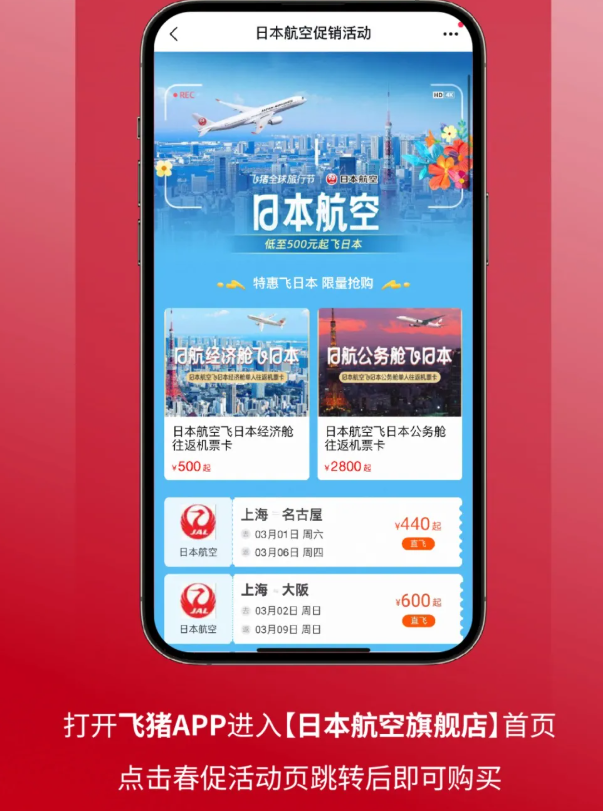 日本航空促销活动
REC
HD 4K
飞猪全球旅行节 日本航空
日本航空
低至500元起飞日本
特惠飞日本 限量抢购
日航经济舱飞日本
日本航空飞日本经济舱单人往返机票卡
日航公务舱飞日本
日本航空飞日本公务舱单人往返机票卡
日本航空飞日本经济舱
往返机票卡
¥500起
日本航空飞日本公务舱
往返机票卡
¥2800起
JAL
日本航空
上海 名古屋
去 03月01日 周六
返 03月06日 周四
¥440起
直飞
JAL
日本航空
上海 大阪
去 03月02日 周日
返 03月09日 周日
¥600起
直飞
打开飞猪APP进入【日本航空旗舰店】首页
点击春促活动页跳转后即可购买